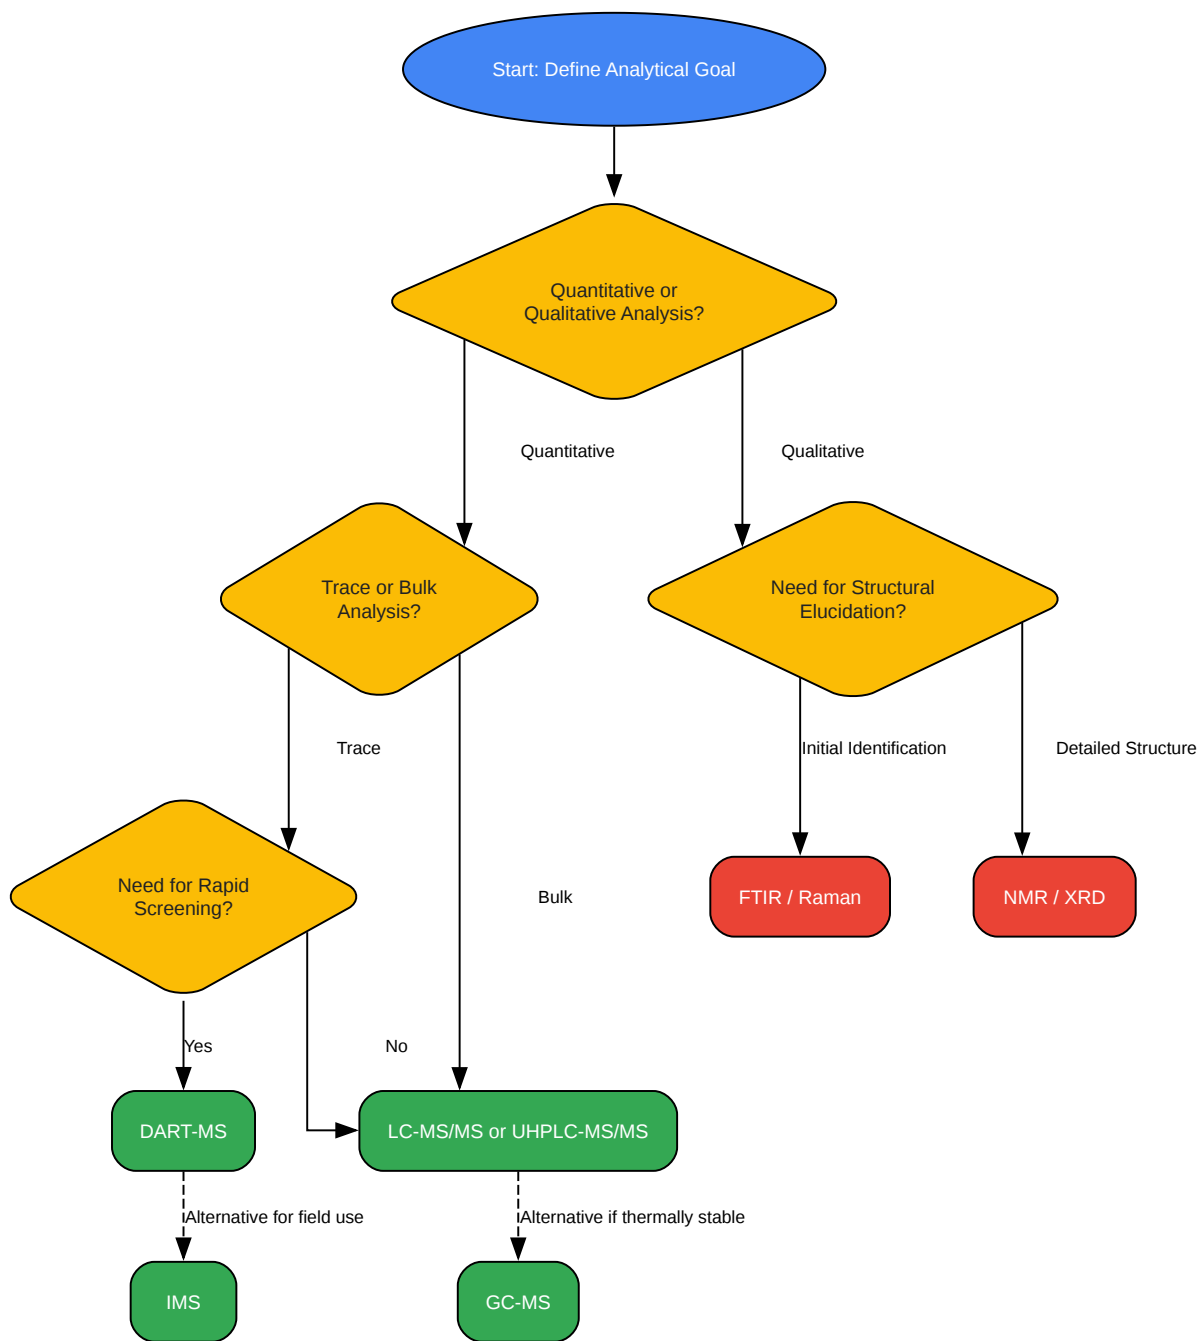 Start: Define Analytical Goal
Quantitative or
Qualitative Analysis?
Quantitative
Qualitative
Trace or Bulk
Analysis?
Need for Structural
Elucidation?
Trace
Initial Identification
Detailed Structure
Need for Rapid
Screening?
Bulk
FTIR / Raman
NMR / XRD
Yes
No
DART-MS
LC-MS/MS or UHPLC-MS/MS
Alternative for field use
Alternative if thermally stable
IMS
GC-MS